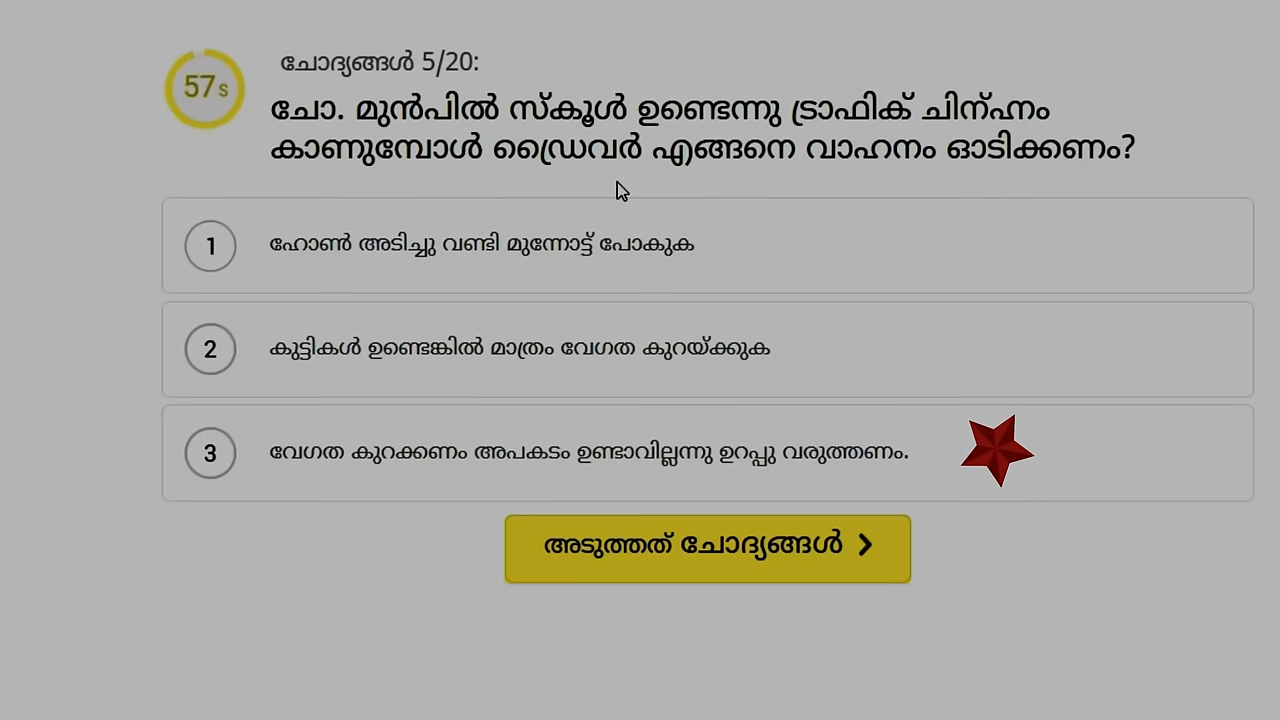 57s
ചോദ്യങ്ങൾ 5/20:
ചോ. മുൻപിൽ സ്കൂൾ ഉണ്ടെന്നു ട്രാഫിക് ചിന്ഹ്നം
കാണുമ്പോൾ ഡ്രൈവർ എങ്ങനെ വാഹനം ഓടിക്കണം?
1 ഹോൺ അടിച്ചു വണ്ടി മുന്നോട്ട് പോകുക
2 കുട്ടികൾ ഉണ്ടെങ്കിൽ മാത്രം വേഗത കുറയ്ക്കുക
3 വേഗത കുറക്കണം അപകടം ഉണ്ടാവില്ലന്നു ഉറപ്പു വരുത്തണം.
അടുത്തത് ചോദ്യങ്ങൾ